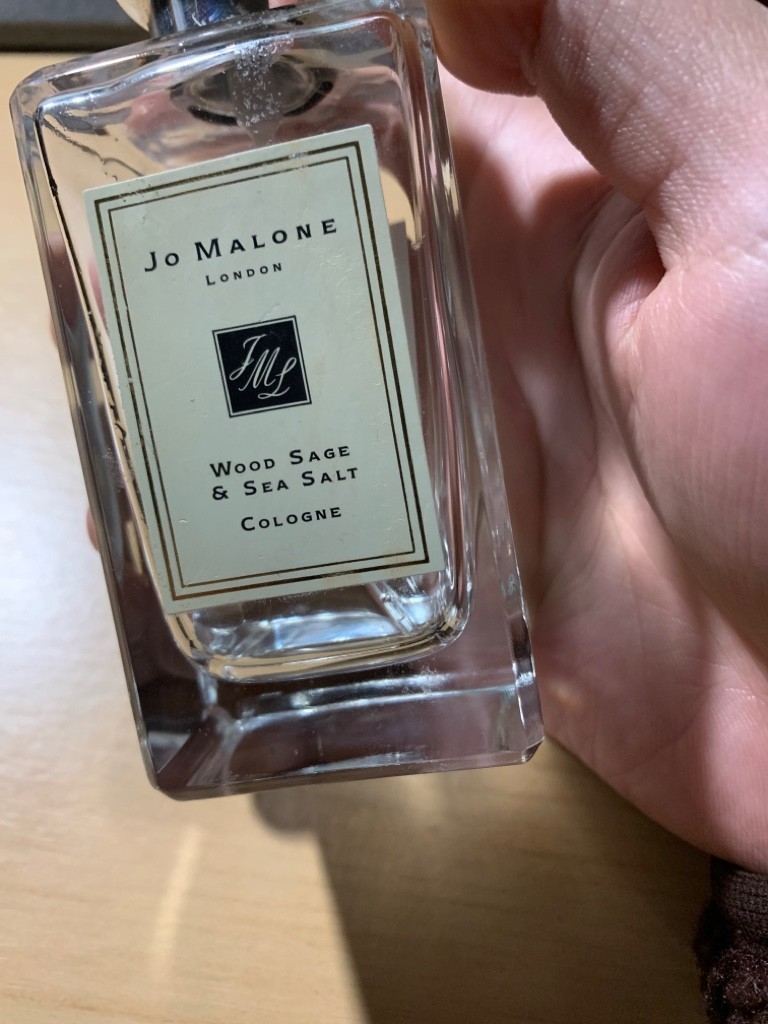 Jo Malone
London
JML
Wood Sage
& Sea Salt
Cologne